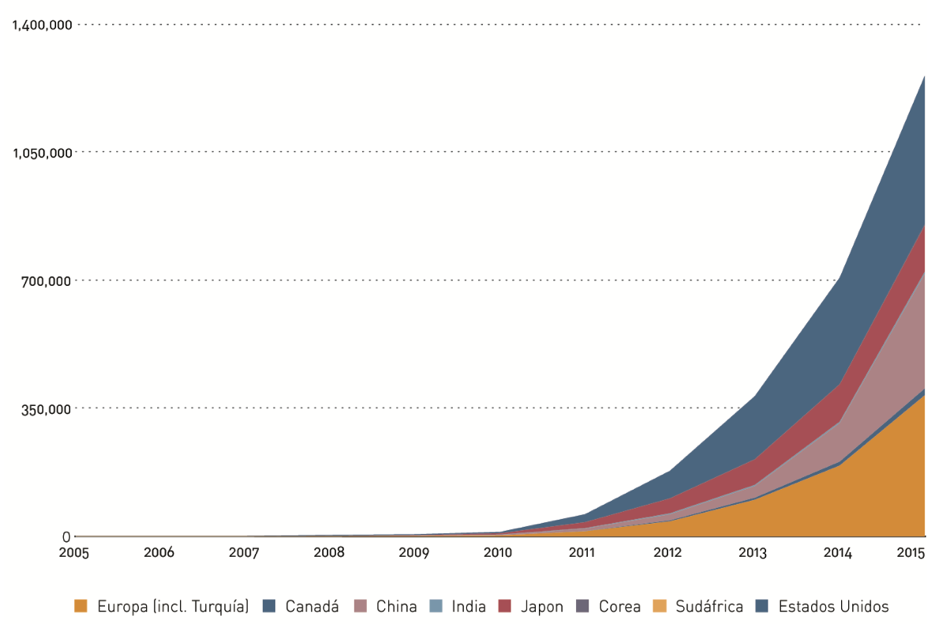 1,400,000
1,050,000
700,000
350,000
0
2005 2006 2007 2008 2009 2010 2011 2012 2013 2014 2015
Europa (incl. Turquía) Canadá China India Japon Corea Sudáfrica Estados Unidos